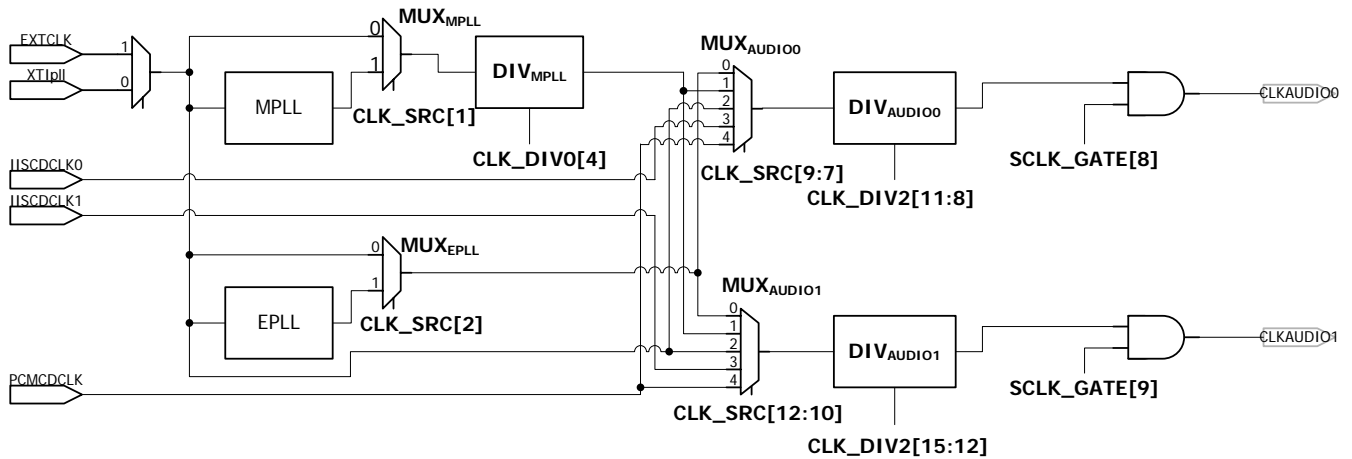 EXTCLK
XTIpll
1
0
MUXMPLL
0
1
CLK_SRC[1]
MPLL
DIVMPLL
CLK_DIV0[4]
MUXAUDIO0
0
1
2
3
4
CLK_SRC[9:7]
DIVAUDIO0
CLK_DIV2[11:8]
SCLK_GATE[8]
CLKAUDIO0
IISCDCLK0
IISCDCLK1
MUXEPLL
0
1
CLK_SRC[2]
EPLL
MUXAUDIO1
0
1
2
3
4
CLK_SRC[12:10]
DIVAUDIO1
CLK_DIV2[15:12]
SCLK_GATE[9]
CLKAUDIO1
PCMCDCLK